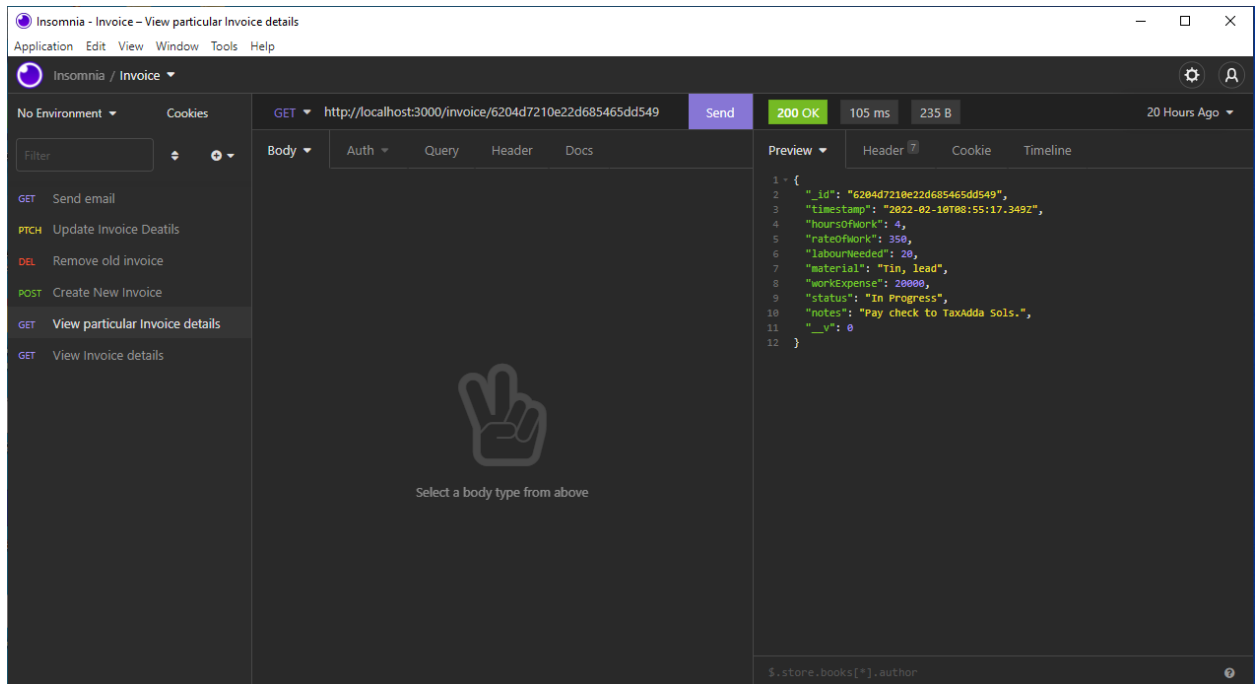 Insomnia - Invoice – View particular Invoice details
Application Edit View Window Tools Help
Insomnia / Invoice
No Environment Cookies
GET http://localhost:3000/invoice/6204d7210e22d685465dd549 Send
200 OK 105 ms 235 B 20 Hours Ago
Filter
Body Auth Query Header Docs
Preview Header 7 Cookie Timeline
GET Send email
PTCH Update Invoice Deatils
DEL Remove old invoice
POST Create New Invoice
GET View particular Invoice details
GET View Invoice details
Select a body type from above
1 {
2 "_id": "6204d7210e22d685465dd549",
3 "timestamp": "2022-02-10T08:55:17.349Z",
4 "hoursOfWork": 4,
5 "rateOfWork": 350,
6 "labourNeeded": 20,
7 "material": "Tin, lead",
8 "workExpense": 20000,
9 "status": "In Progress",
10 "notes": "Pay check to TaxAdda Sols.",
11 "__v": 0
12 }
$.store.books[*].author